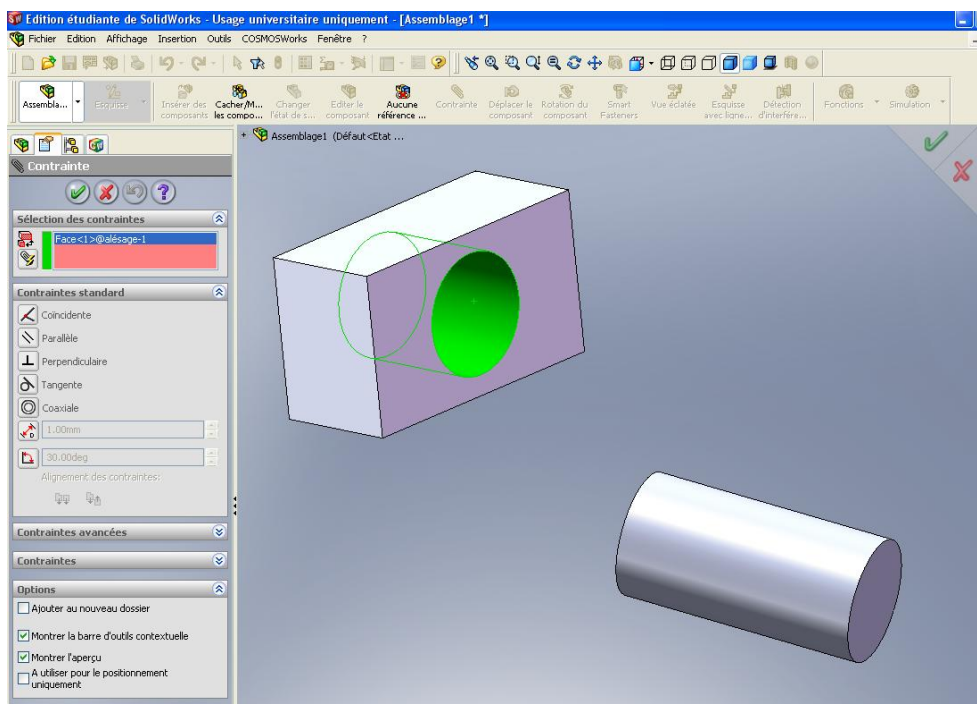 Edition étudiante de SolidWorks - Usage universitaire uniquement - [Assemblage1 *]
Fichier Edition Affichage Insertion Outils COSMOSWorks Fenêtre ?
Assembla... Esquisse Insérer des composants Cacher/M... les compo... Changer l'état de s... Editer le composant Aucune référence ... Contrainte Déplacer le composant Rotation du composant Smart Fasteners Vue éclatée Esquisse avec ligne... Détection d'interfére... Fonctions Simulation
Assemblage1 (Défaut<Etat ...
Contrainte
Sélection des contraintes
Face<1>@alésage-1
Contraintes standard
Coïncidente
Parallèle
Perpendiculaire
Tangente
Coaxiale
1.00mm
30.00deg
Alignement des contraintes:
Contraintes avancées
Contraintes
Options
Ajouter au nouveau dossier
Montrer la barre d'outils contextuelle
Montrer l'aperçu
A utiliser pour le positionnement
uniquement